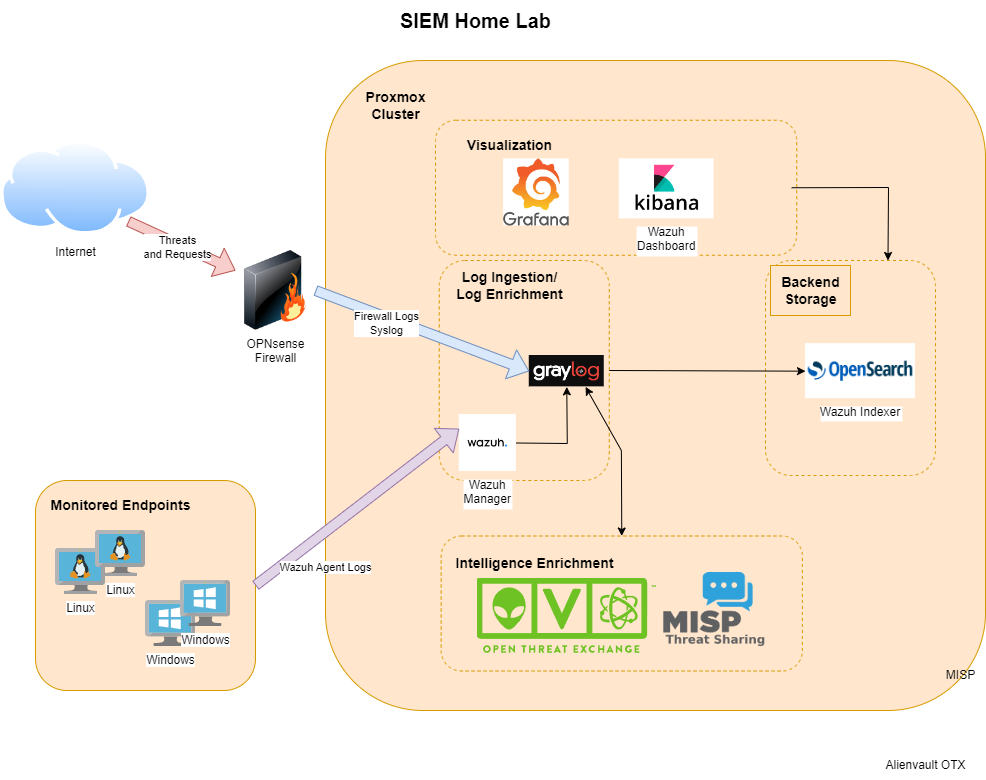 SIEM Home Lab
Proxmox
Cluster
Visualization
Grafana
kibana
Wazuh
Dashboard
Internet
Threats
and Requests
OPNsense
Firewall
Firewall Logs
Syslog
Log Ingestion/
Log Enrichment
graylog
wazuh.
Wazuh
Manager
Backend
Storage
OpenSearch
Wazuh Indexer
Monitored Endpoints
Linux
Linux
Windows
Windows
Wazuh Agent Logs
Intelligence Enrichment
OPEN THREAT EXCHANGE
MISP
Threat Sharing
MISP
Alienvault OTX